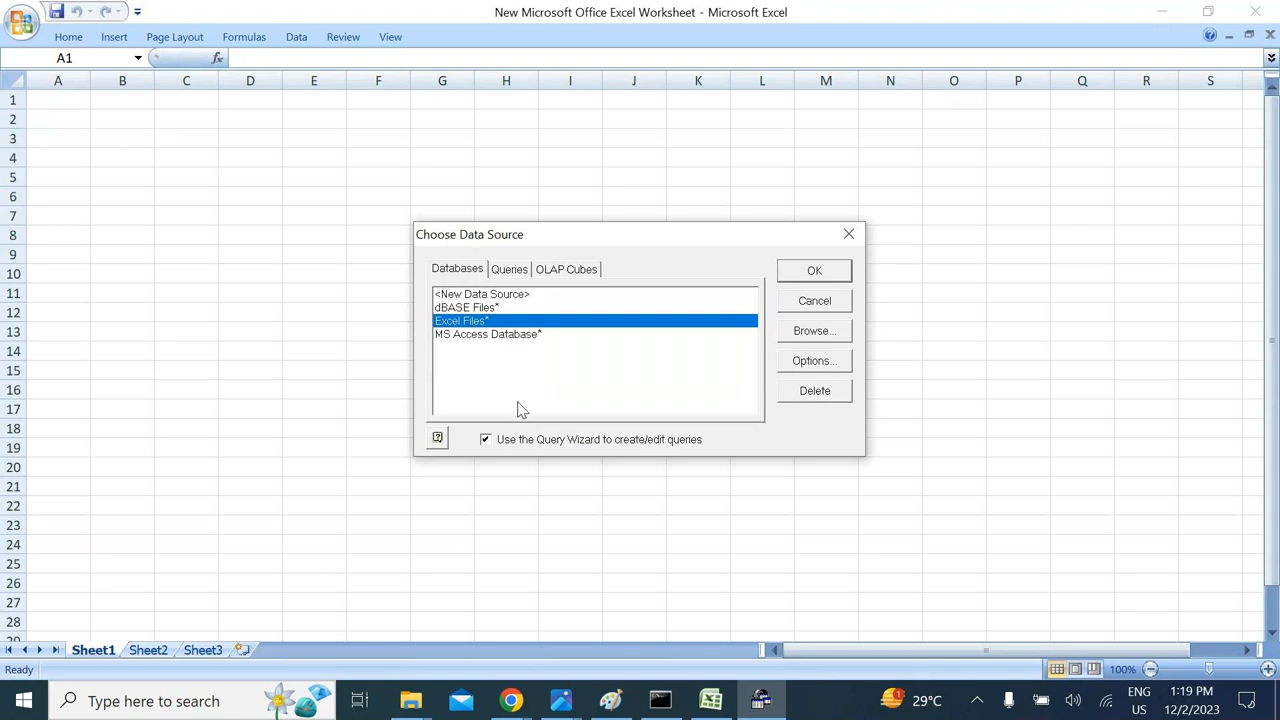 New Microsoft Office Excel Worksheet - Microsoft Excel
Home Insert Page Layout Formulas Data Review View
A1 fx
A B C D E F G H I J K L M N O P Q R S
1
2
3
4
5
6
7
8
9
10
11
12
13
14
15
16
17
18
19
20
21
22
23
24
25
26
27
28
Choose Data Source
Databases Queries OLAP Cubes
<New Data Source>
dBASE Files*
Excel Files*
MS Access Database*
OK
Cancel
Browse...
Options...
Delete
Use the Query Wizard to create/edit queries
Sheet1 Sheet2 Sheet3
Ready 100%
Type here to search
1 29°C
ENG
US
1:19 PM
12/2/2023